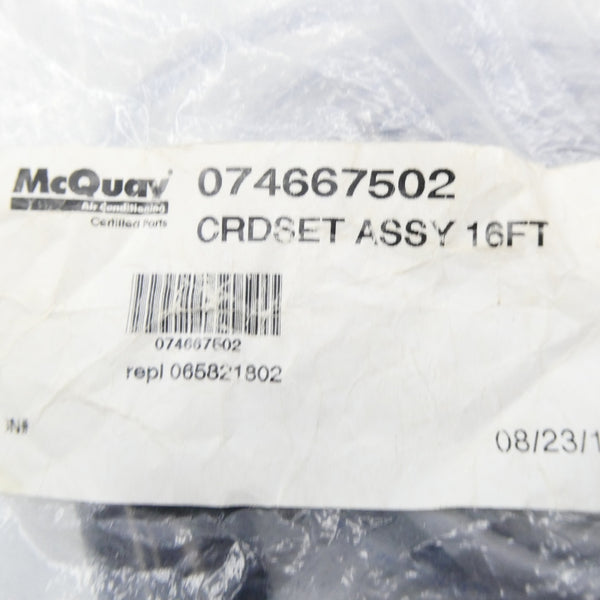 McQuay 074667502
Air Conditioning
Certified Parts
CRDSET ASSY 16FT
074667502
repl 065821802
08/23/1